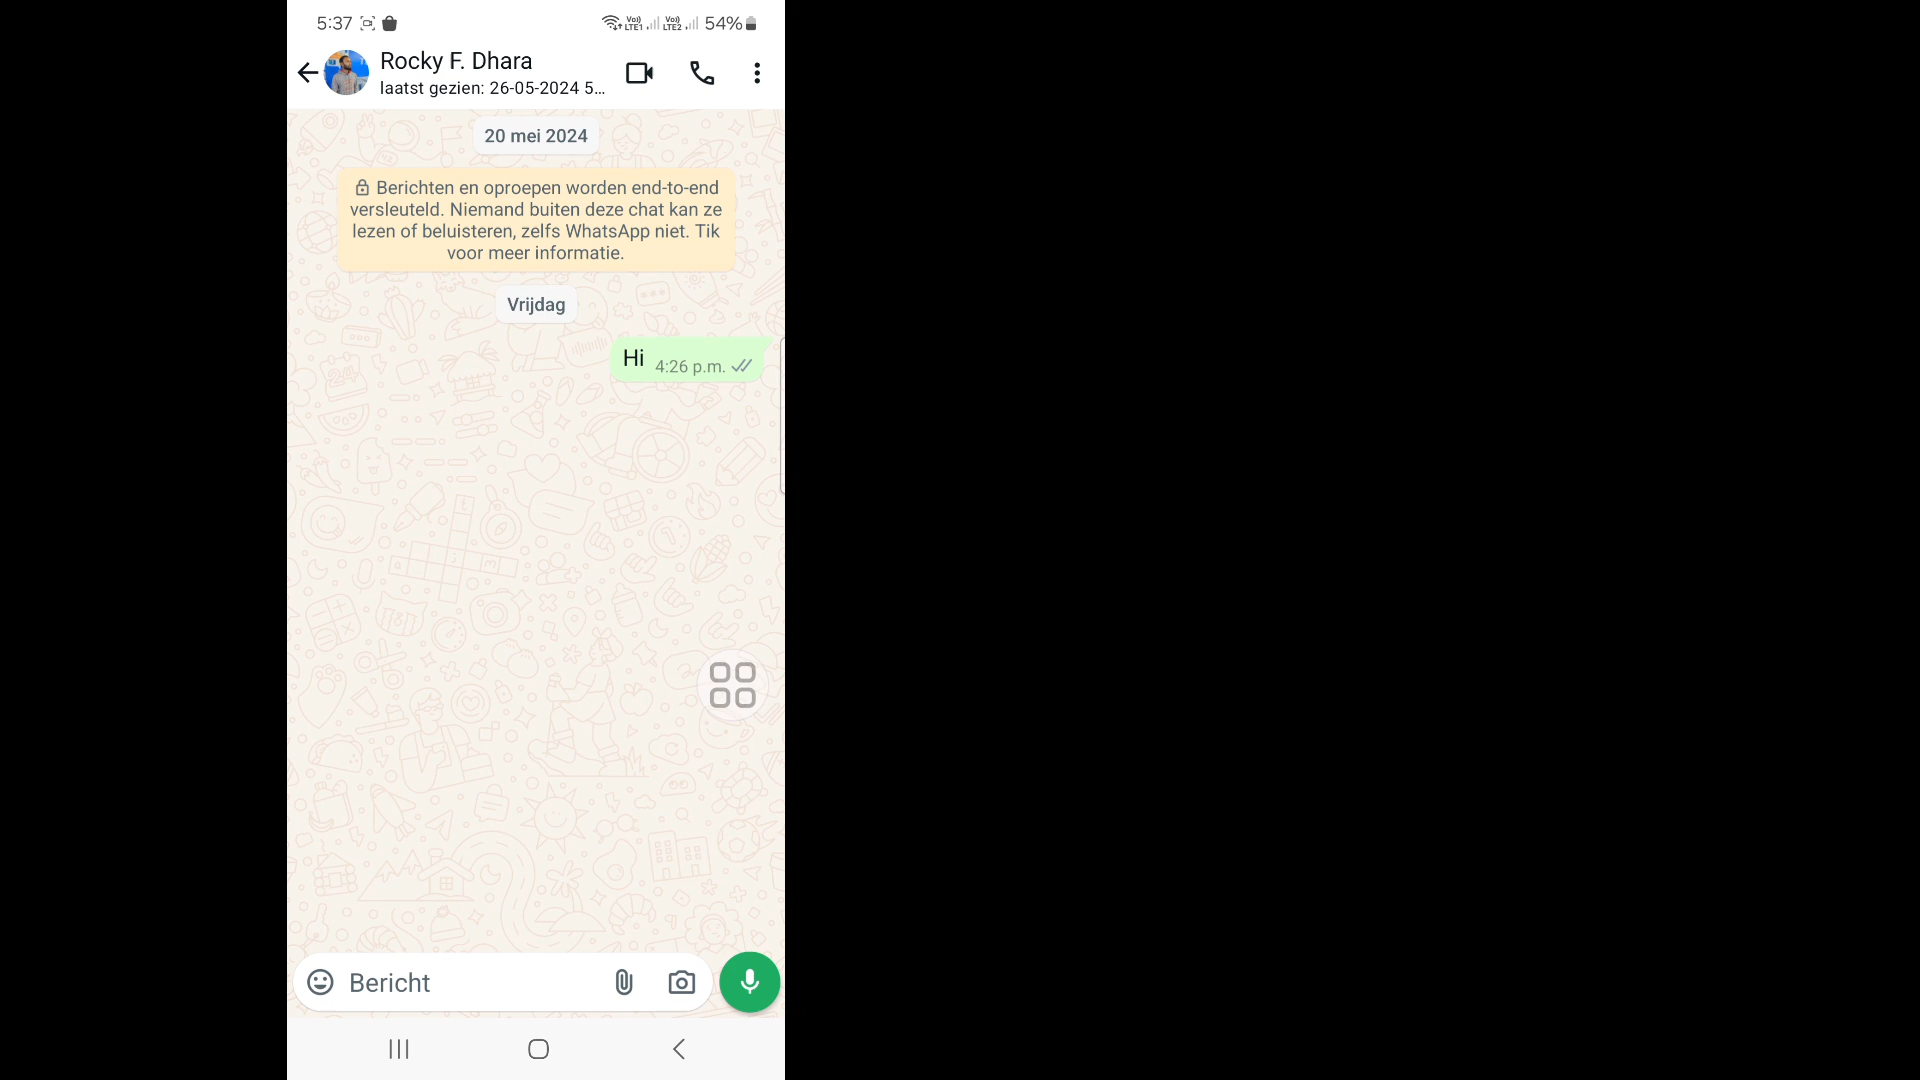 5:37 54%
Rocky F. Dhara
laatst gezien: 26-05-2024 5...
20 mei 2024
Berichten en oproepen worden end-to-end
versleuteld. Niemand buiten deze chat kan ze
lezen of beluisteren, zelfs WhatsApp niet. Tik
voor meer informatie.
Vrijdag
Hi 4:26 p.m.
Bericht